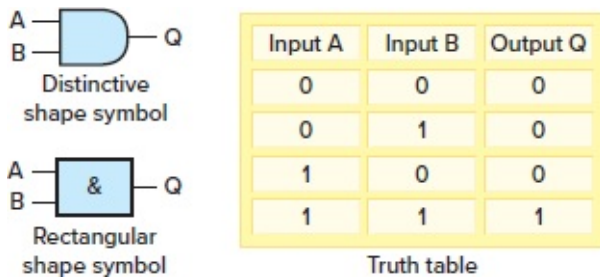 A
B
Q
Distinctive
shape symbol
A
B
&
Q
Rectangular
shape symbol
Input A Input B Output Q
0 0 0
0 1 0
1 0 0
1 1 1
Truth table